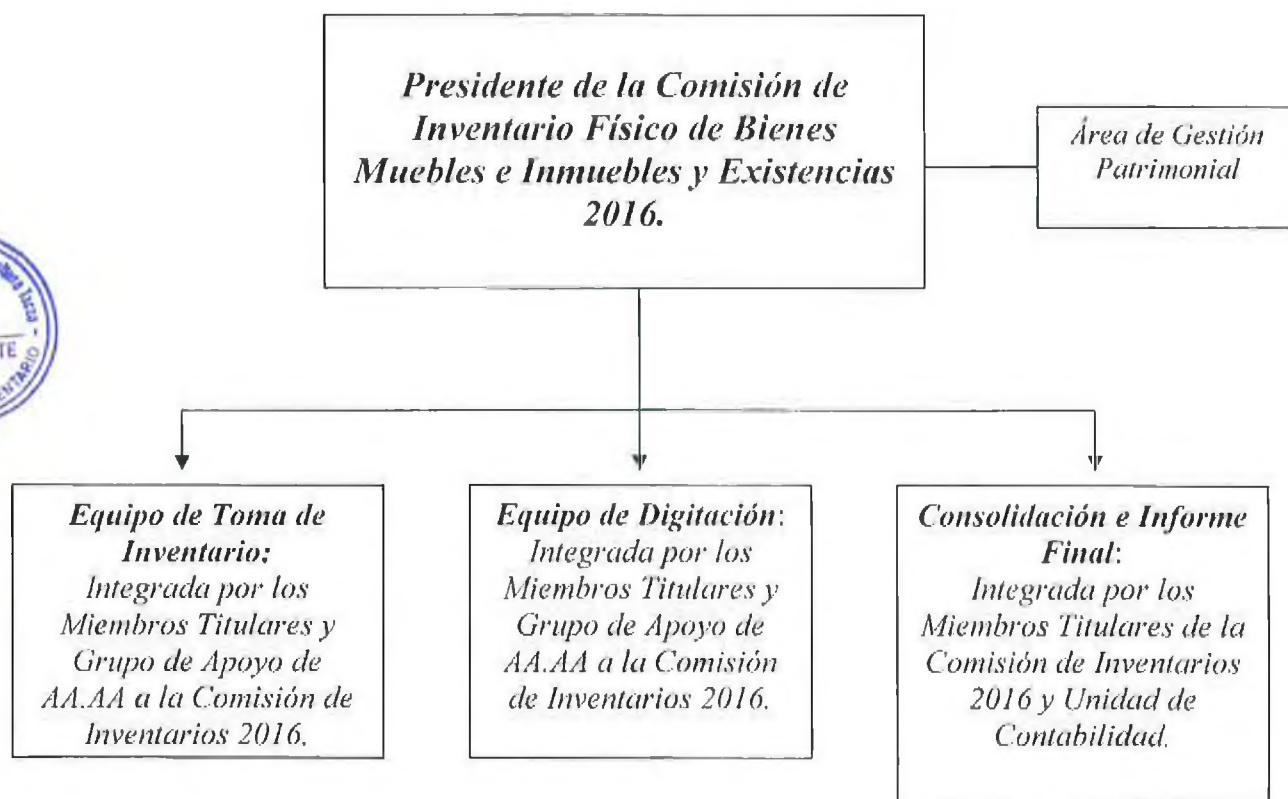 Presidente de la Comisión de
Inventario Físico de Bienes
Muebles e Inmuebles y Existencias
2016.
Área de Gestión
Patrimonial
TE
Equipo de Toma de
Inventario:
Integrada por los
Miembros Titulares y
Grupo de Apoyo de
AA.AA a la Comisión de
Inventarios 2016.
Equipo de Digitación:
Integrada por los
Miembros Titulares y
Grupo de Apoyo de
AA.AA a la Comisión
de Inventarios 2016.
Consolidación e Informe
Final:
Integrada por los
Miembros Titulares de la
Comisión de Inventarios
2016 y Unidad de
Contabilidad.